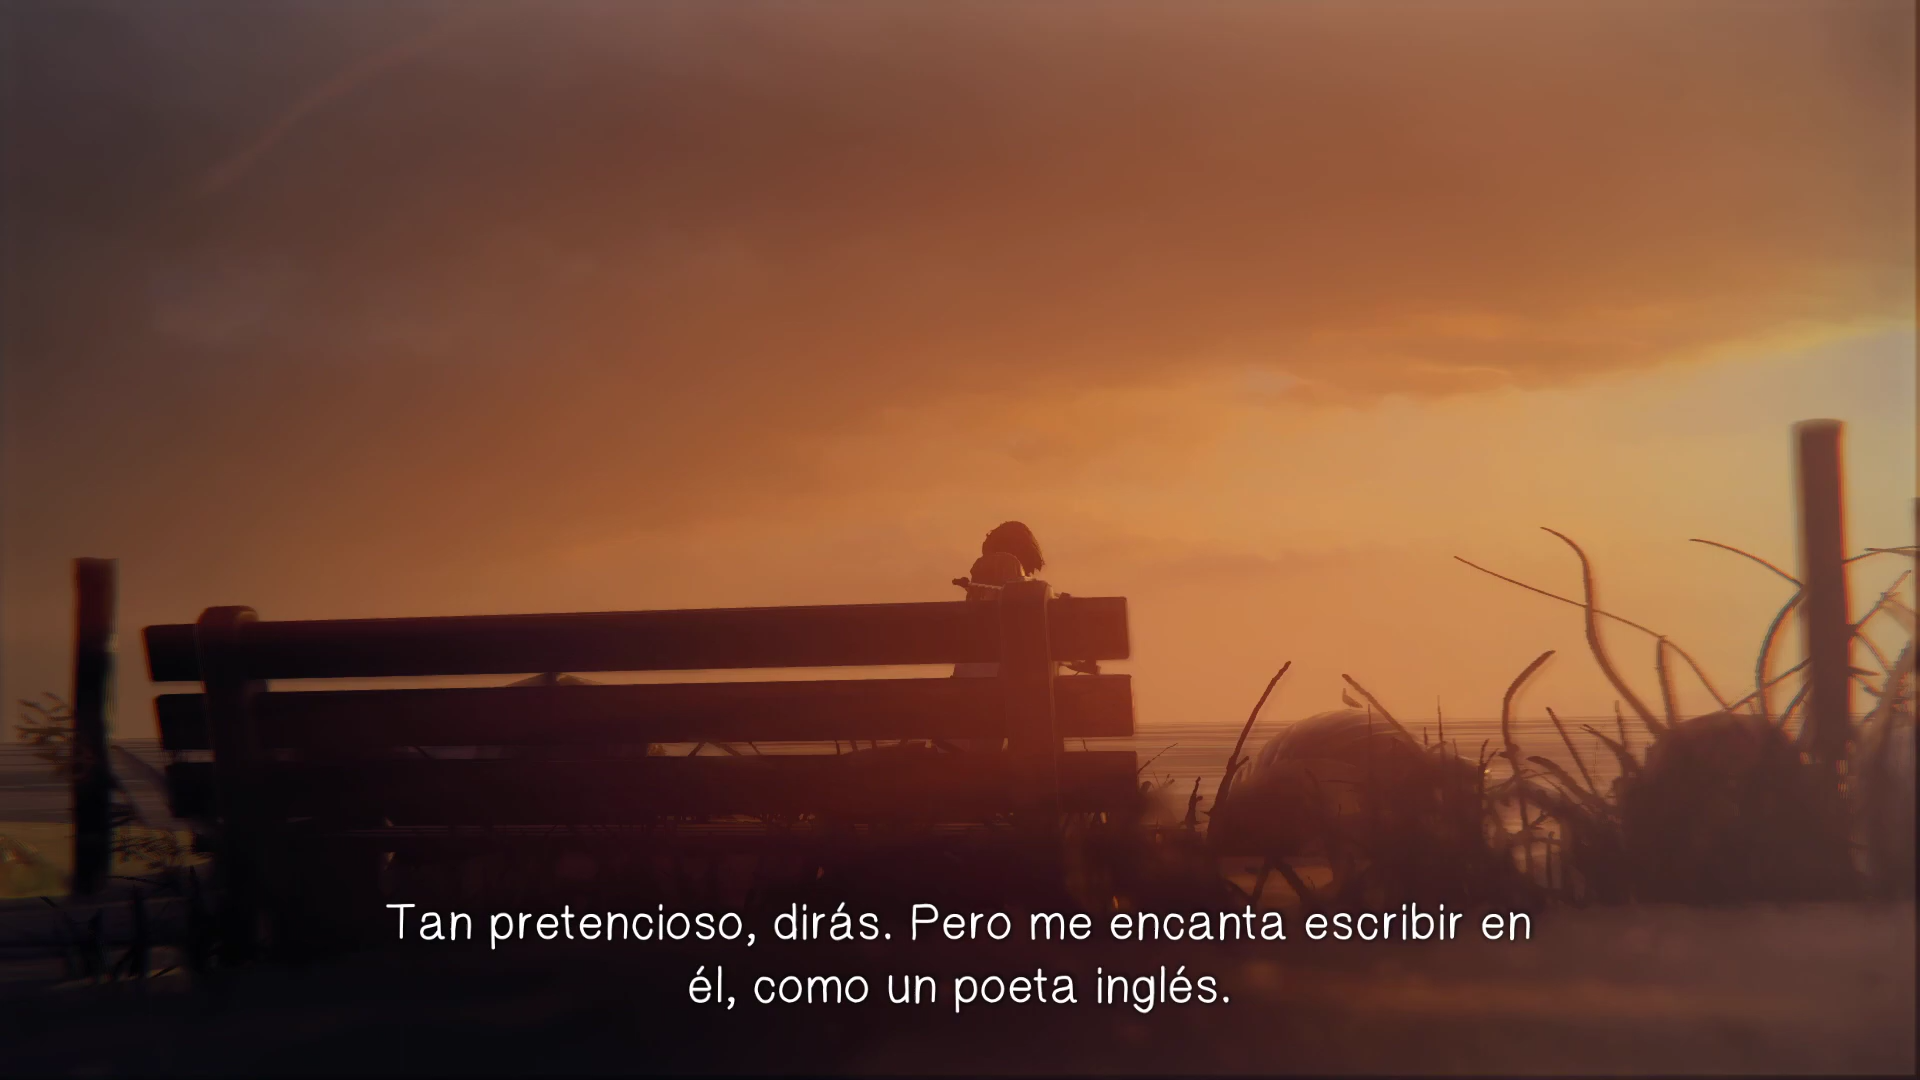 Tan pretencioso, dirás. Pero me encanta escribir en
él, como un poeta inglés.